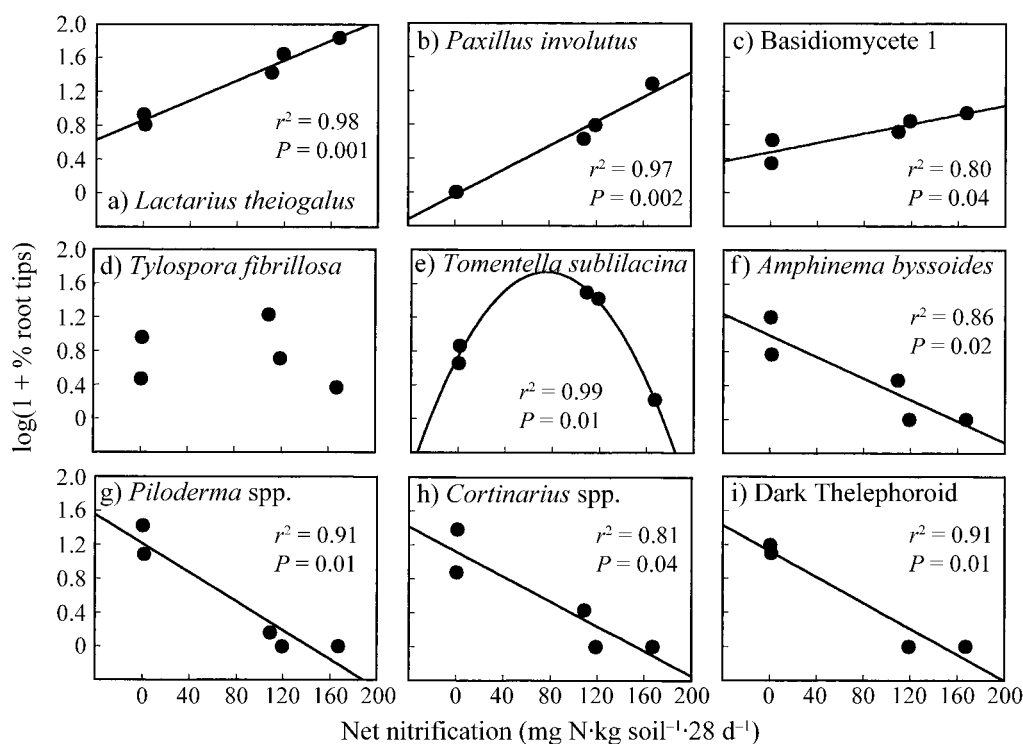 2.0
1.6
1.2
0.8
0.4
0
r² = 0.98
P = 0.001
a) Lactarius theiogalus
b) Paxillus involutus
r² = 0.97
P = 0.002
c) Basidiomycete 1
r² = 0.80
P = 0.04
log(1 + % root tips)
2.0
1.6
1.2
0.8
0.4
0
d) Tylospora fibrillosa
e) Tomentella sublilacina
r² = 0.99
P = 0.01
f) Amphinema byssoides
r² = 0.86
P = 0.02
2.0
1.6
1.2
0.8
0.4
0
g) Piloderma spp.
r² = 0.91
P = 0.01
h) Cortinarius spp.
r² = 0.81
P = 0.04
i) Dark Thelephoroid
r² = 0.91
P = 0.01
0 40 80 120 160 200
0 40 80 120 160 200
0 40 80 120 160 200
Net nitrification (mg N·kg soil⁻¹·28 d⁻¹)